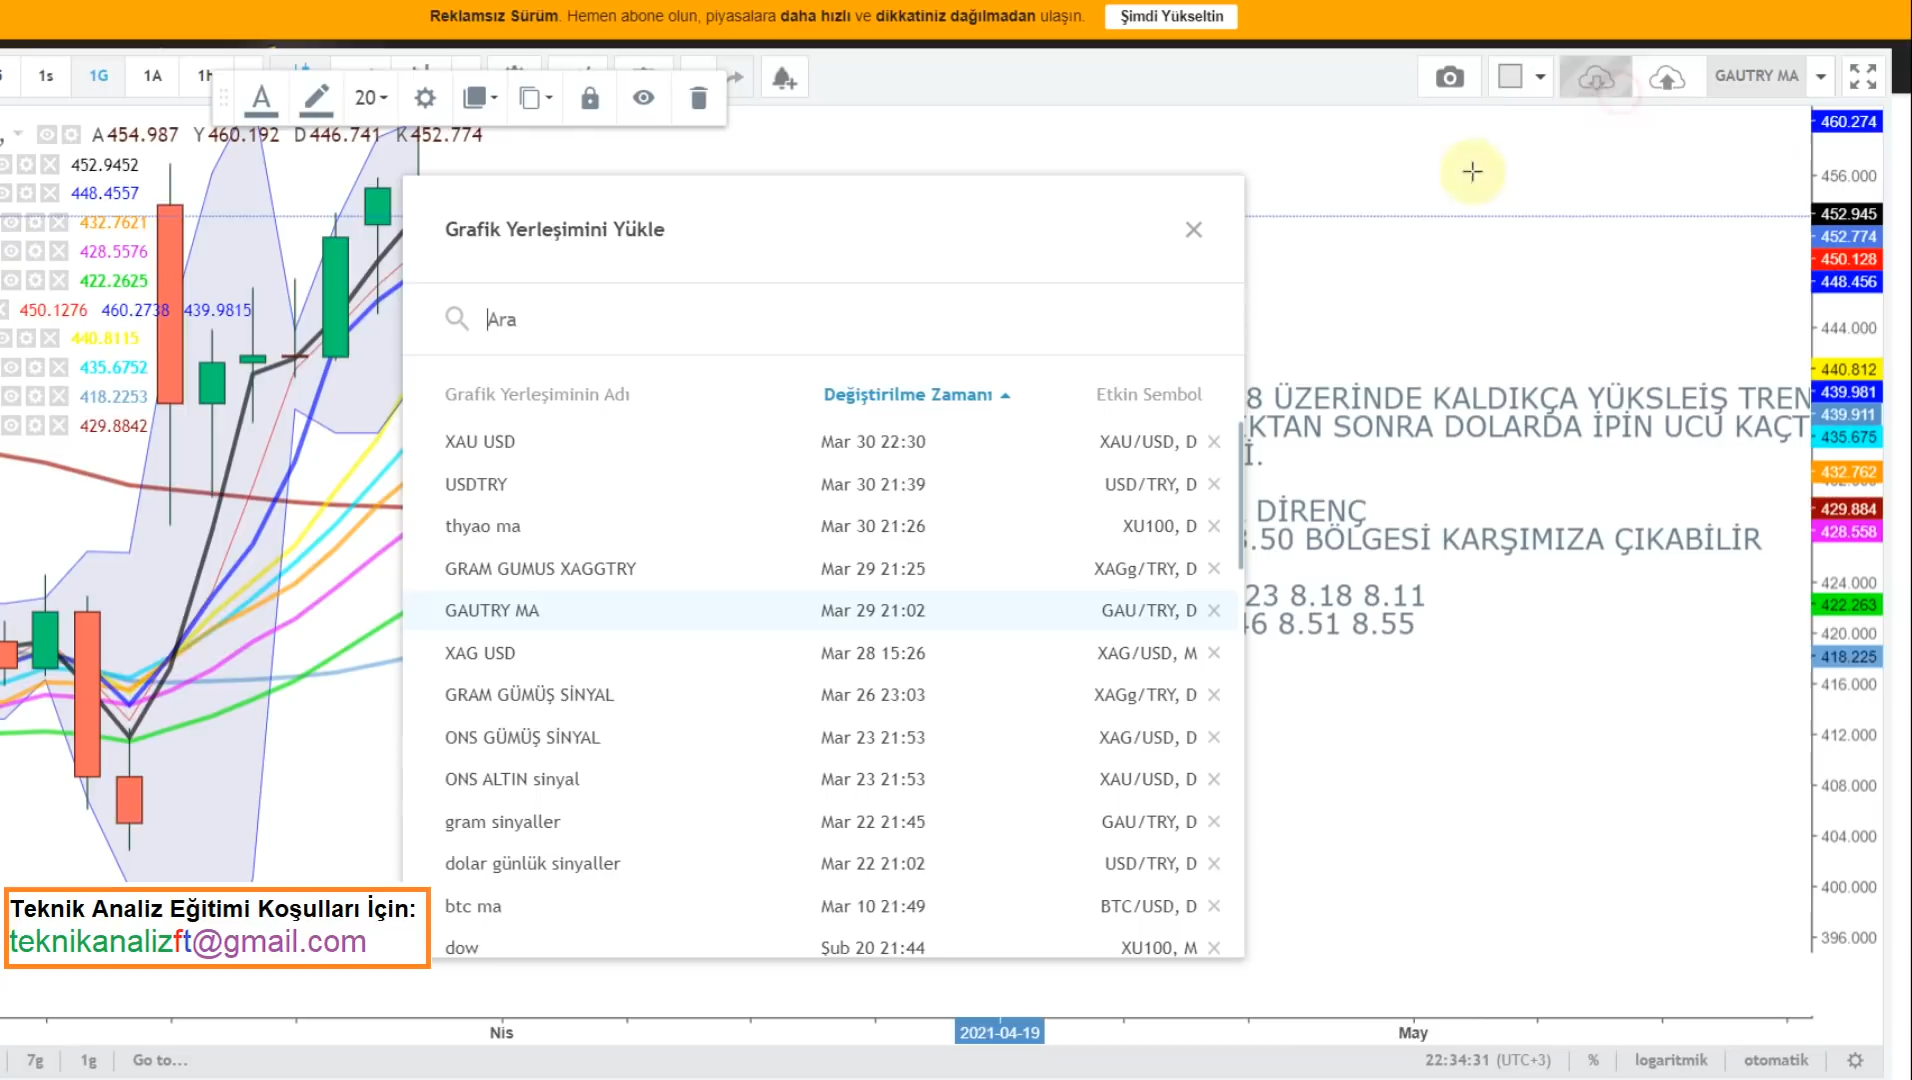 Reklamsız Sürüm. Hemen abone olun, piyasalara daha hızlı ve dikkatiniz dağılmadan ulaşın. Şimdi Yükseltin
1s 1G 1A 20 GAUTRY MA
A454.987 Y460.192 D446.741 K452.774
452.9452
448.4557
432.7621
428.5576
422.2625
450.1276 460.2738 439.9815
440.8115
435.6752
418.2253
429.8842
Grafik Yerleşimini Yükle
Ara
Grafik Yerleşiminin Adı Değiştirilme Zamanı Etkin Sembol
XAU USD Mar 30 22:30 XAU/USD, D
USDTRY Mar 30 21:39 USD/TRY, D
thyao ma Mar 30 21:26 XU100, D
GRAM GUMUS XAGGTRY Mar 29 21:25 XAGg/TRY, D
GAUTRY MA Mar 29 21:02 GAU/TRY, D
XAG USD Mar 28 15:26 XAG/USD, M
GRAM GÜMÜŞ SİNYAL Mar 26 23:03 XAGg/TRY, D
ONS GÜMÜŞ SİNYAL Mar 23 21:53 XAG/USD, D
ONS ALTIN sinyal Mar 23 21:53 XAU/USD, D
gram sinyaller Mar 22 21:45 GAU/TRY, D
dolar günlük sinyaller Mar 22 21:02 USD/TRY, D
btc ma Mar 10 21:49 BTC/USD, D
dow Şub 20 21:44 XU100, M
8 ÜZERİNDE KALDIKÇA YÜKSLEİŞ TREN
KTAN SONRA DOLARDA İPİN UCU KAÇT
İ.
DİRENÇ
.50 BÖLGESİ KARŞIMIZA ÇIKABİLİR
23 8.18 8.11
46 8.51 8.55
460.274
456.000
452.945
452.774
450.128
448.456
444.000
440.812
439.981
439.911
435.675
432.762
429.884
428.558
424.000
422.263
420.000
418.225
416.000
412.000
408.000
404.000
400.000
396.000
Teknik Analiz Eğitimi Koşulları İçin:
teknikanalizft@gmail.com
Nis 2021-04-19 May
7g 1g Go to... 22:34:31 (UTC+3) % logaritmik otomatik